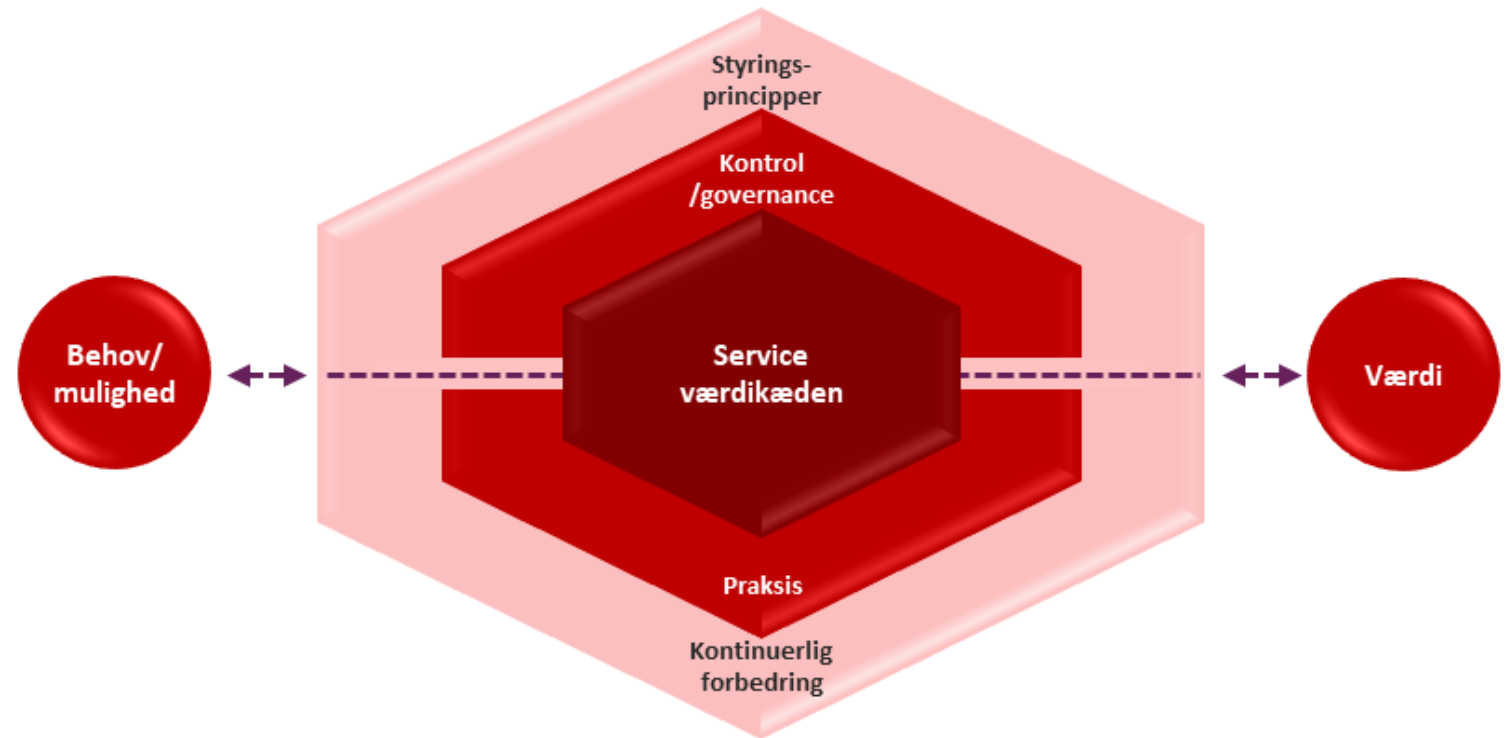 Styrings-
principper
Kontrol
/governance
Behov/
mulighed
Service
værdikæden
Værdi
Praksis
Kontinuerlig
forbedring